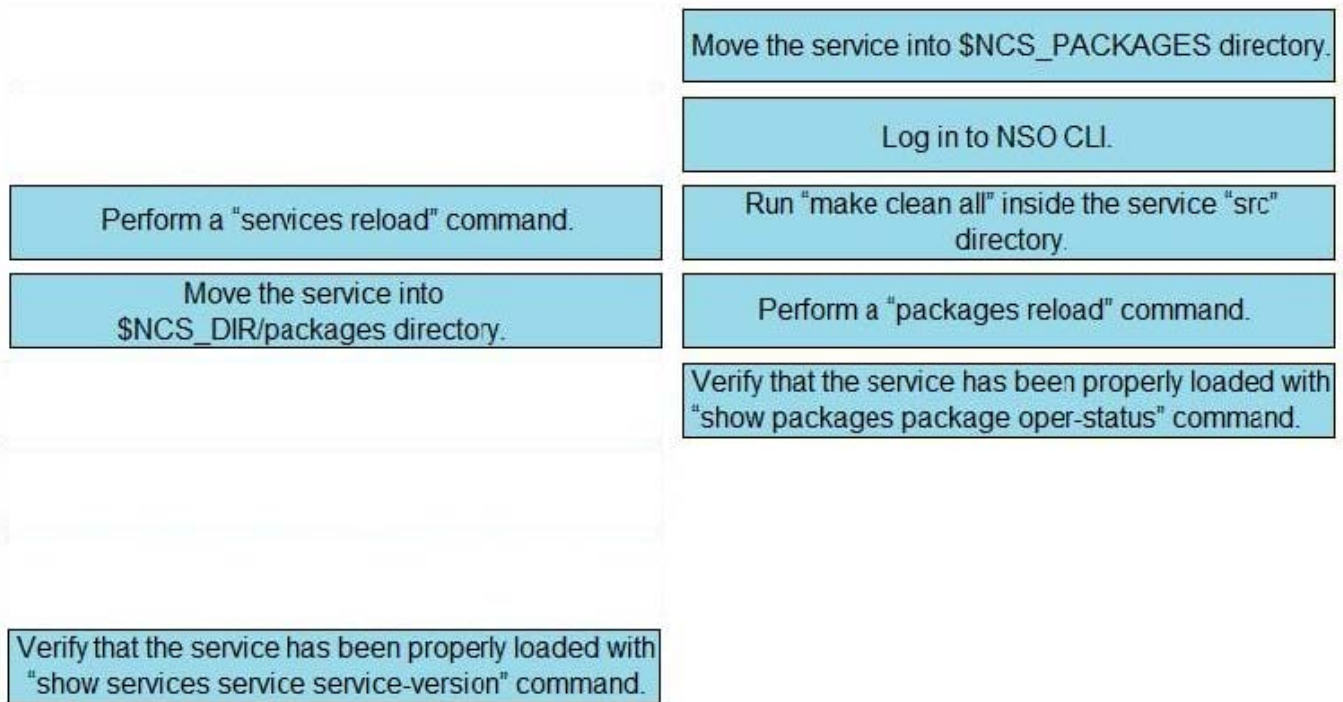 Move the service into $NCS_PACKAGES directory.
Log in to NSO CLI.
Perform a “services reload” command.
Run “make clean all” inside the service “src”
directory.
Move the service into
$NCS_DIR/packages directory.
Perform a “packages reload” command.
Verify that the service has been properly loaded with
“show packages package oper-status” command.
Verify that the service has been properly loaded with
“show services service service-version” command.